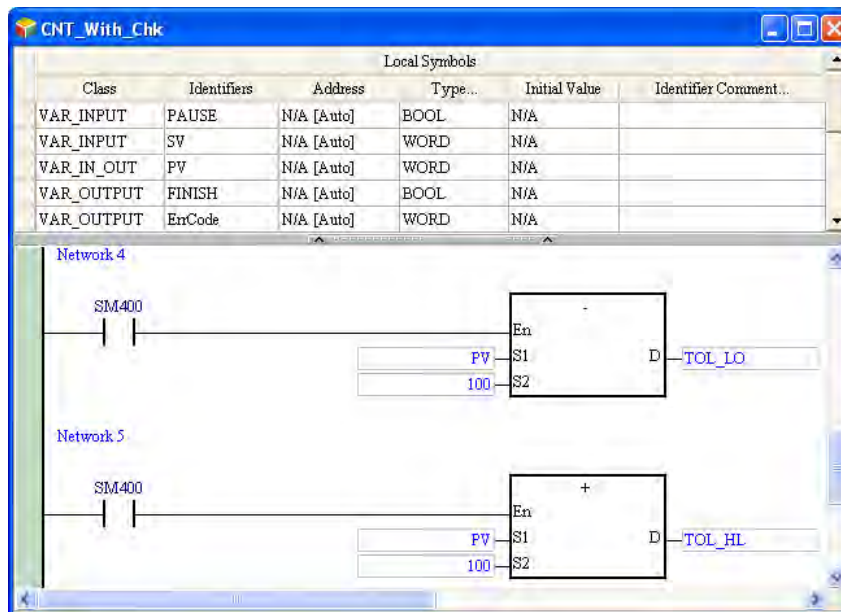 CNT_With_Chk
Local Symbols
Class Identifiers Address Type... Initial Value Identifier Comment...
VAR_INPUT PAUSE N/A [Auto] BOOL N/A
VAR_INPUT SV N/A [Auto] WORD N/A
VAR_IN_OUT PV N/A [Auto] WORD N/A
VAR_OUTPUT FINISH N/A [Auto] BOOL N/A
VAR_OUTPUT ErrCode N/A [Auto] WORD N/A
Network 4
SM400
-
En
PV S1 D TOL_LO
100 S2
Network 5
SM400
+
En
PV S1 D TOL_HL
100 S2